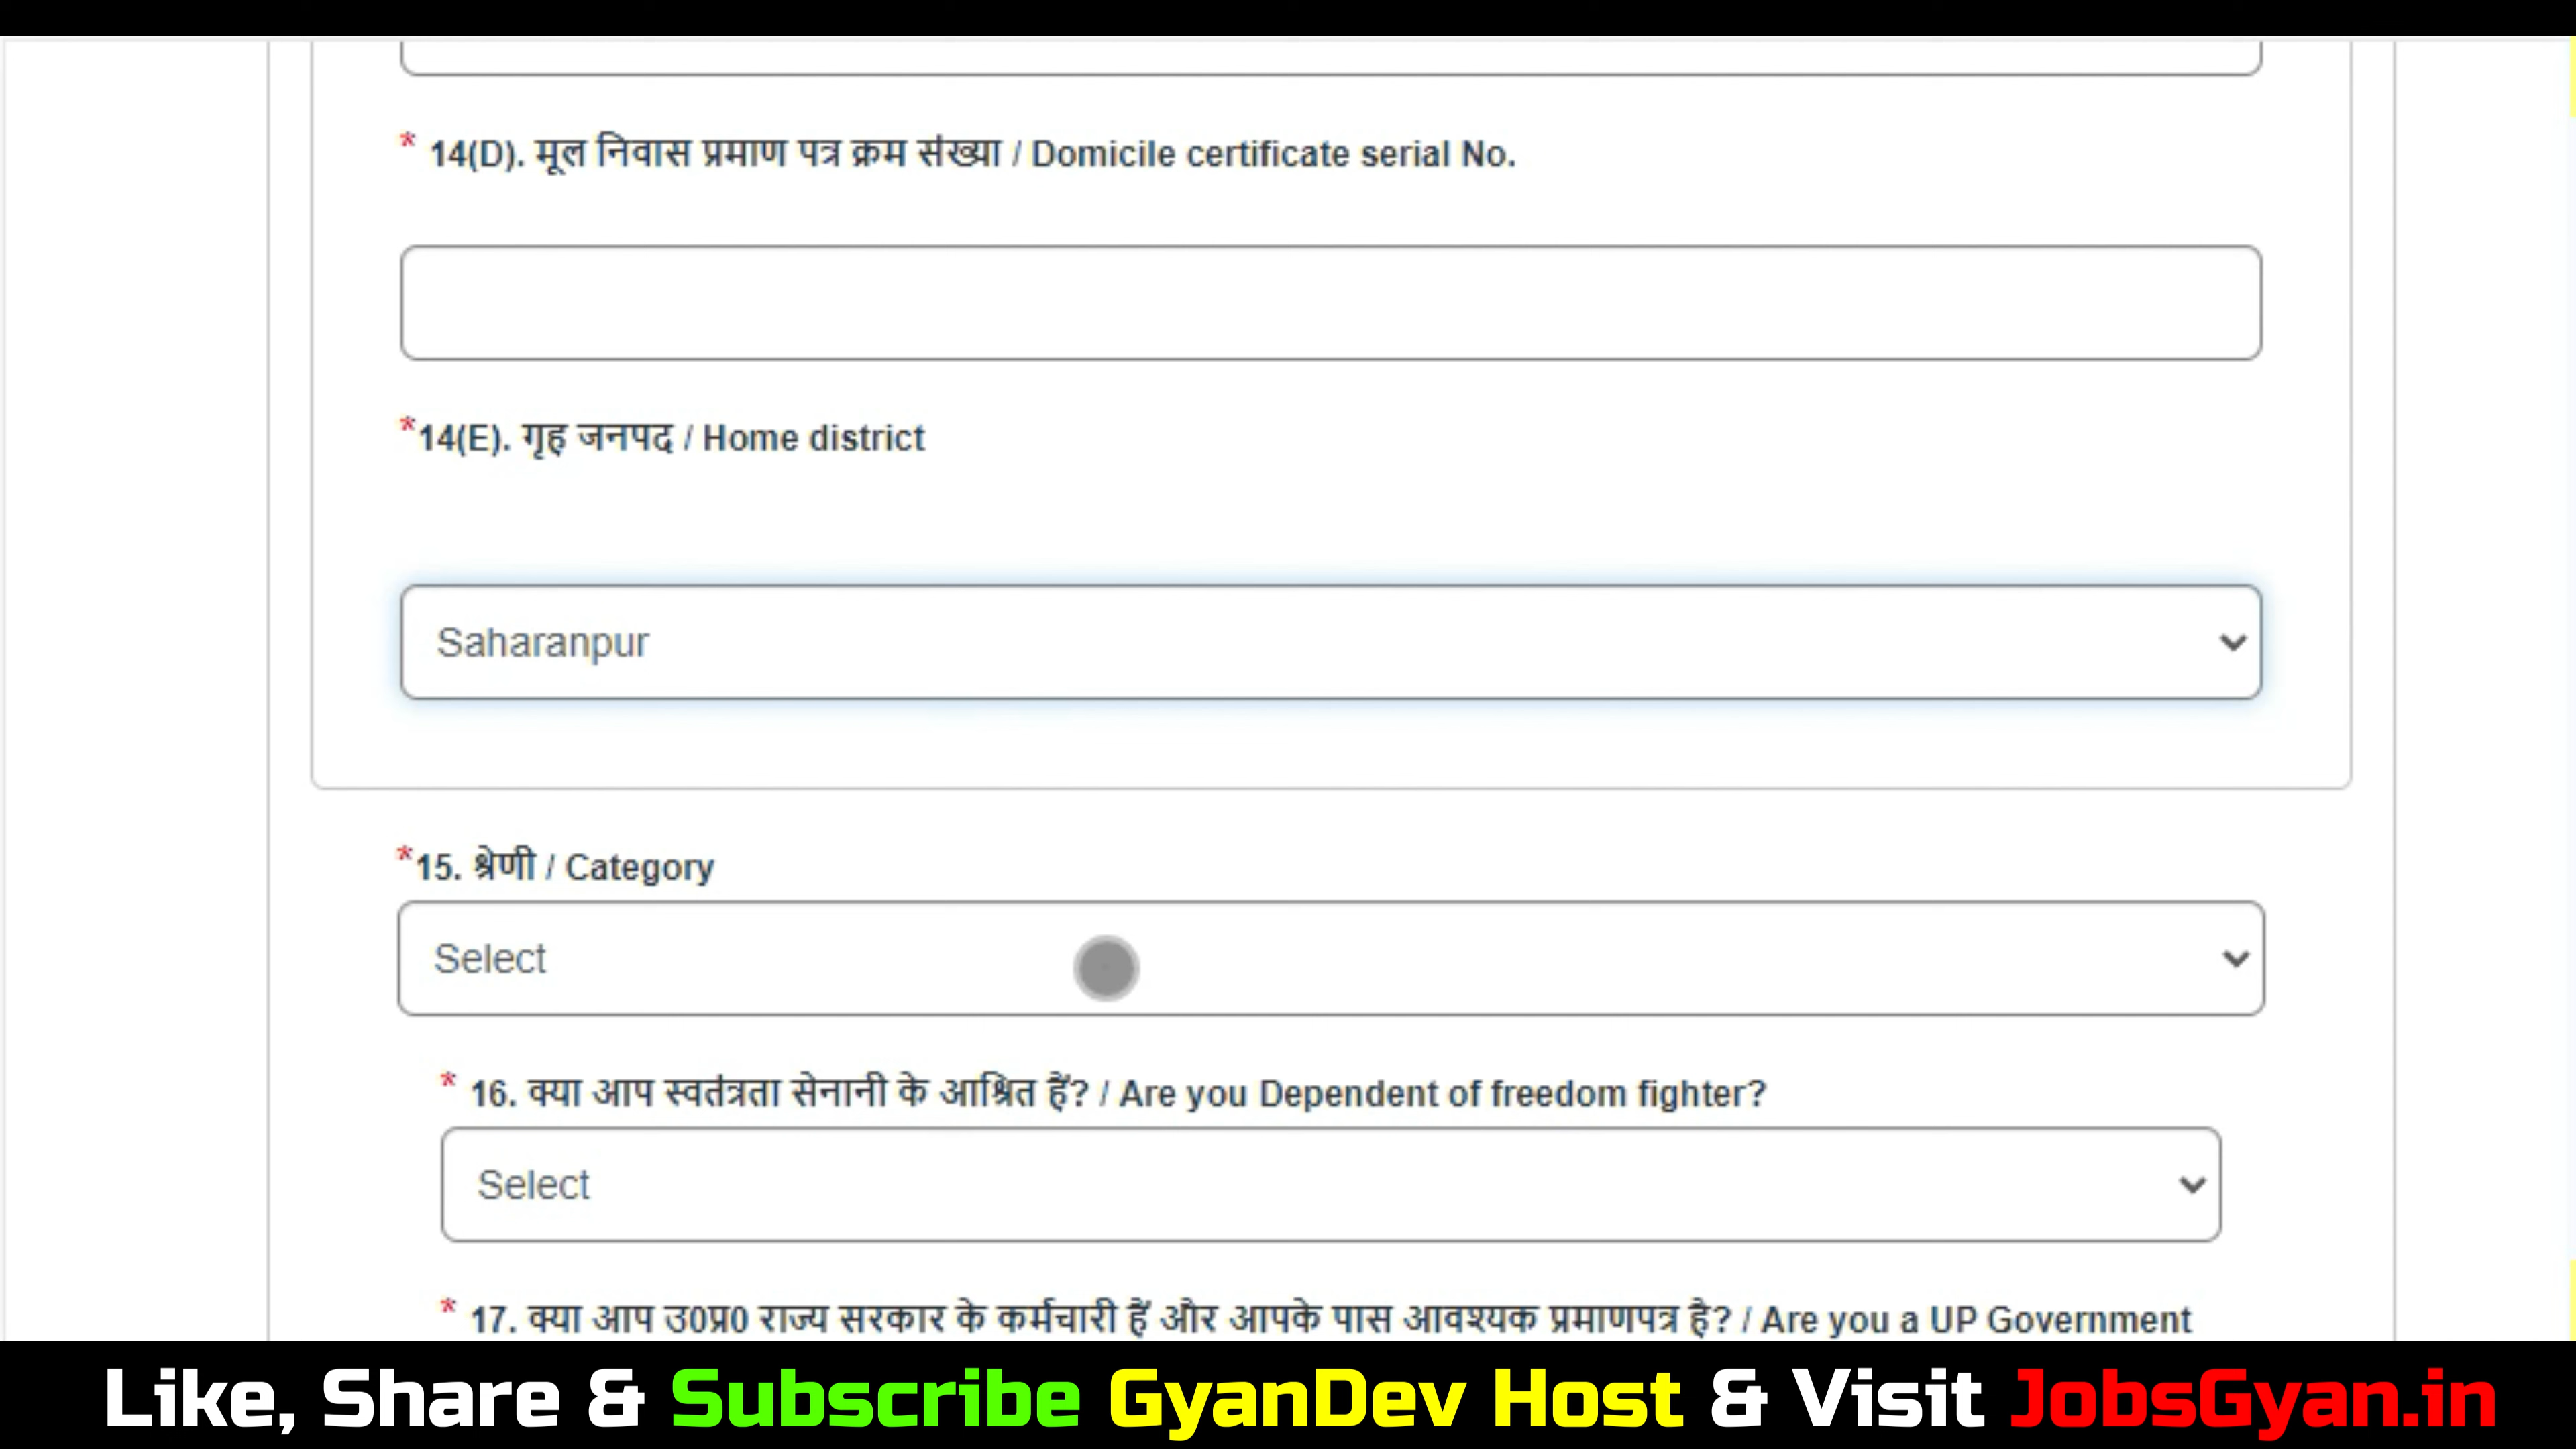 * 14(D). मूल निवास प्रमाण पत्र क्रम संख्या / Domicile certificate serial No.
*14(E). गृह जनपद / Home district
Saharanpur
*15. श्रेणी / Category
Select
* 16. क्या आप स्वतंत्रता सेनानी के आश्रित हैं? / Are you Dependent of freedom fighter?
Select
* 17. क्या आप उ0प्र0 राज्य सरकार के कर्मचारी हैं और आपके पास आवश्यक प्रमाणपत्र है? / Are you a UP Government
Like, Share & Subscribe GyanDev Host & Visit JobsGyan.in